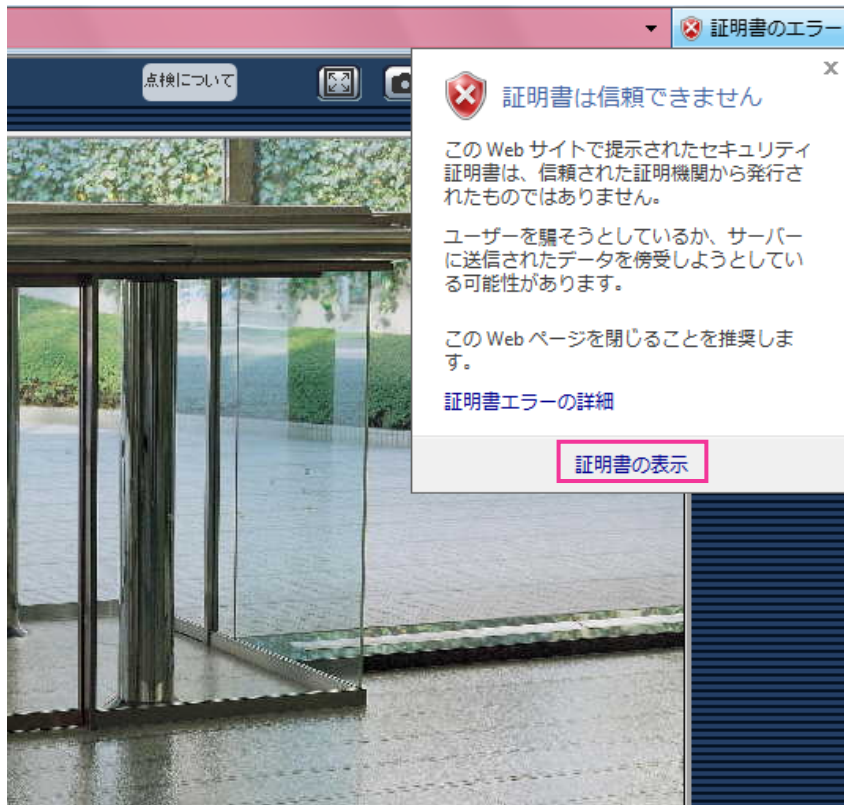 証明書のエラー
点検について
証明書は信頼できません
この Web サイトで提示されたセキュリティ
証明書は、信頼された証明機関から発行さ
れたものではありません。
ユーザーを騙そうとしているか、サーバー
に送信されたデータを傍受しようとしてい
る可能性があります。
この Web ページを閉じることを推奨しま
す。
証明書エラーの詳細
証明書の表示